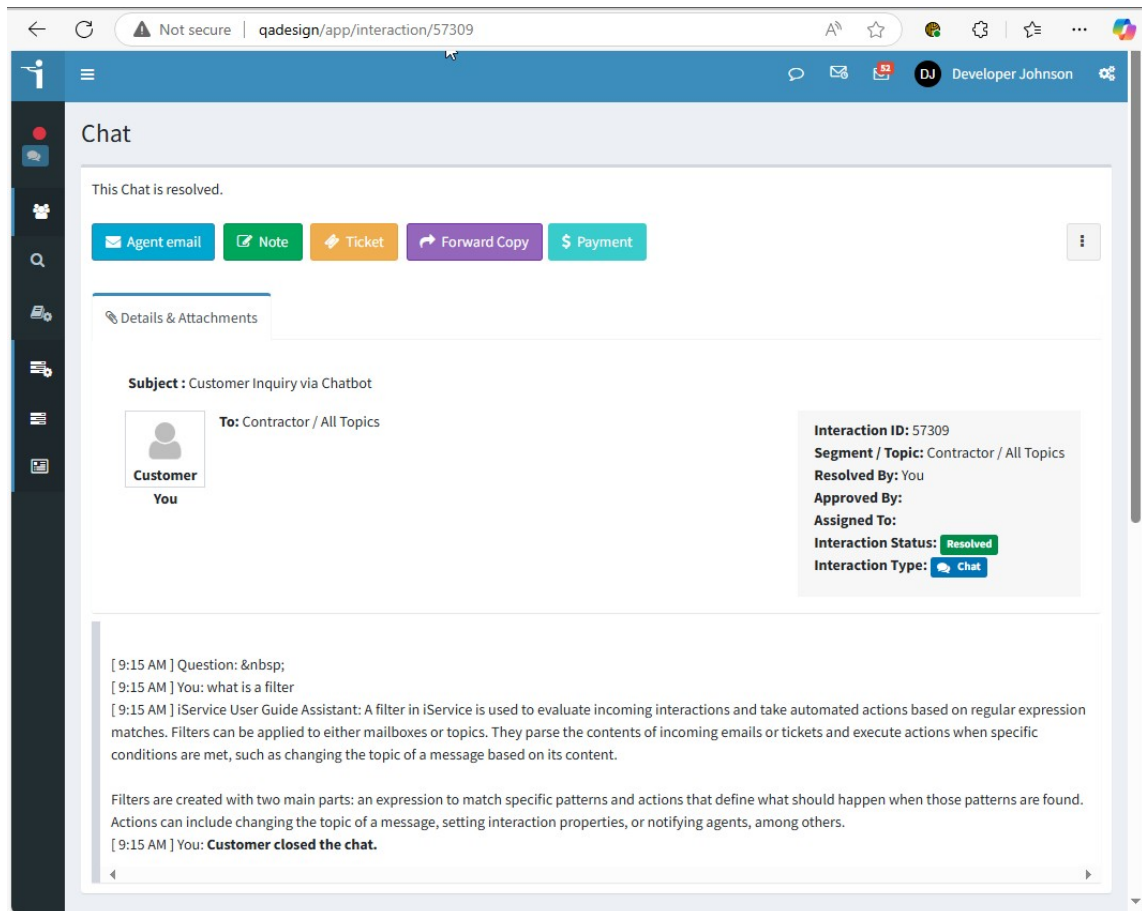 Not secure qadesign/app/interaction/57309
52 DJ Developer Johnson
Chat
This Chat is resolved.
Agent email Note Ticket Forward Copy $ Payment
Details & Attachments
Subject : Customer Inquiry via Chatbot
To: Contractor / All Topics
Customer
You
Interaction ID: 57309
Segment / Topic: Contractor / All Topics
Resolved By: You
Approved By:
Assigned To:
Interaction Status: Resolved
Interaction Type: Chat
[ 9:15 AM ] Question: &nbsp;
[ 9:15 AM ] You: what is a filter
[ 9:15 AM ] iService User Guide Assistant: A filter in iService is used to evaluate incoming interactions and take automated actions based on regular expression
matches. Filters can be applied to either mailboxes or topics. They parse the contents of incoming emails or tickets and execute actions when specific
conditions are met, such as changing the topic of a message based on its content.
Filters are created with two main parts: an expression to match specific patterns and actions that define what should happen when those patterns are found.
Actions can include changing the topic of a message, setting interaction properties, or notifying agents, among others.
[ 9:15 AM ] You: Customer closed the chat.